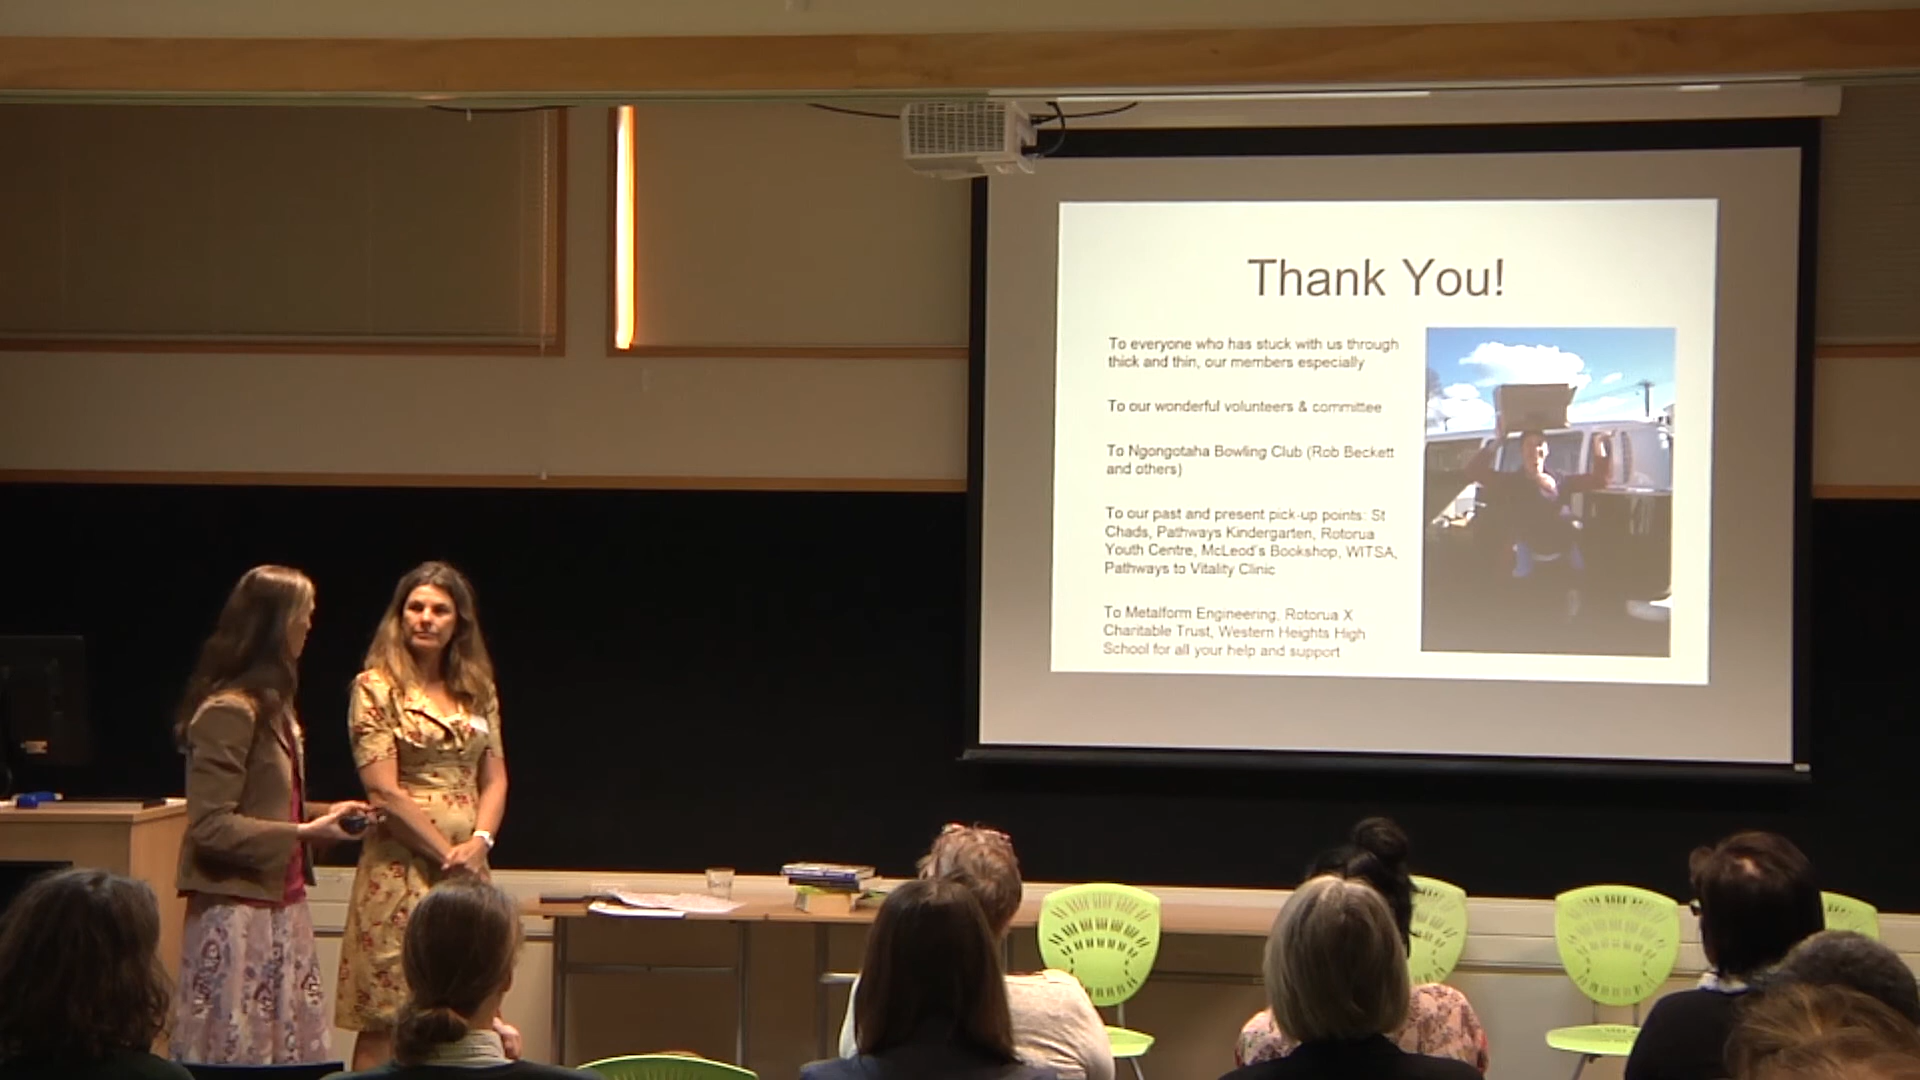 Thank You!
To everyone who has stuck with us through
thick and thin, our members especially
To our wonderful volunteers & committee
To Ngongotaha Bowling Club (Rob Beckett
and others)
To our past and present pick-up points: St
Chads, Pathways Kindergarten, Rotorua
Youth Centre, McLeod's Bookshop, WITSA,
Pathways to Vitality Clinic
To Metalform Engineering, Rotorua X
Charitable Trust, Western Heights High
School for all your help and support